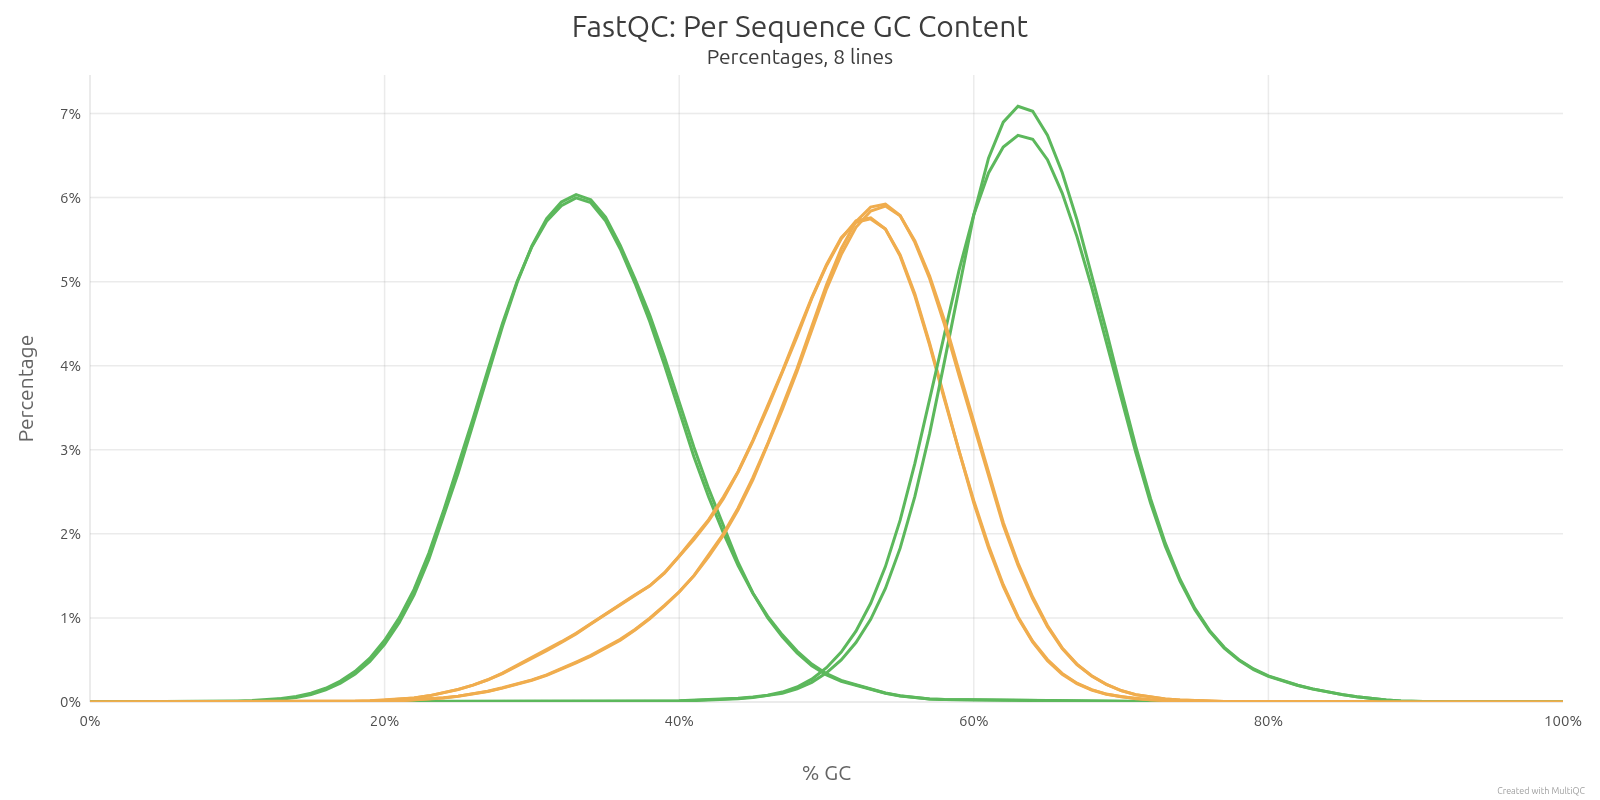 FastQC: Per Sequence GC Content
Percentages, 8 lines
7%
6%
5%
4%
3%
2%
1%
0%
Percentage
0% 20% 40% 60% 80% 100%
% GC
Created with MultiQC